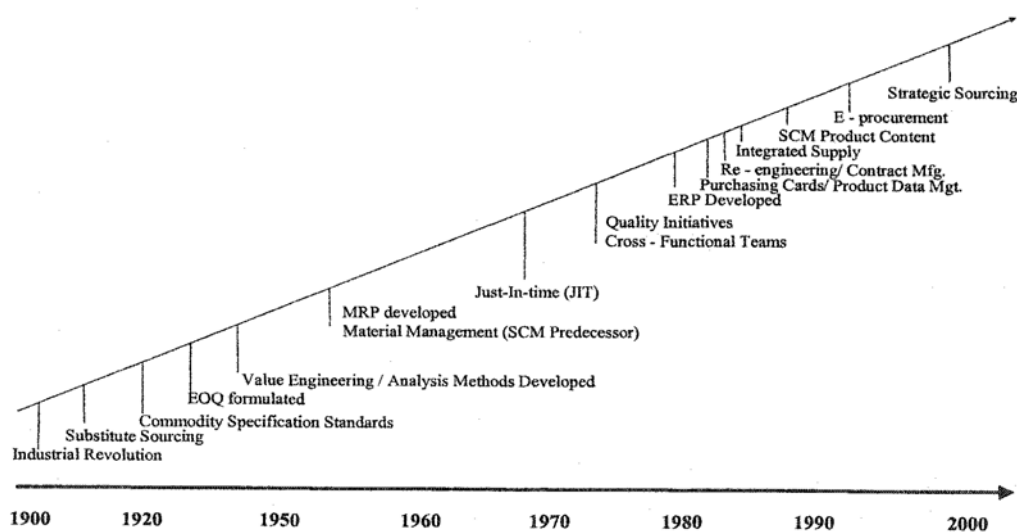 Strategic Sourcing
E - procurement
SCM Product Content
Integrated Supply
Re - engineering/ Contract Mfg.
Purchasing Cards/ Product Data Mgt.
ERP Developed
Quality Initiatives
Cross - Functional Teams
Just-In-time (JIT)
MRP developed
Material Management (SCM Predecessor)
Value Engineering / Analysis Methods Developed
EOQ formulated
Commodity Specification Standards
Substitute Sourcing
Industrial Revolution
1900 1920 1950 1960 1970 1980 1990 2000